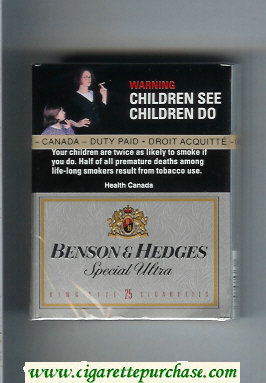 WARNING
CHILDREN SEE
CHILDREN DO
CANADA – DUTY PAID • DROIT ACQUITTÉ
Your children are twice as likely to smoke if
you do. Half of all premature deaths among
life-long smokers result from tobacco use.
Health Canada
BENSON & HEDGES
Special Ultra
KING SIZE 25 CIGARETTES
www.cigarettepurchase.com